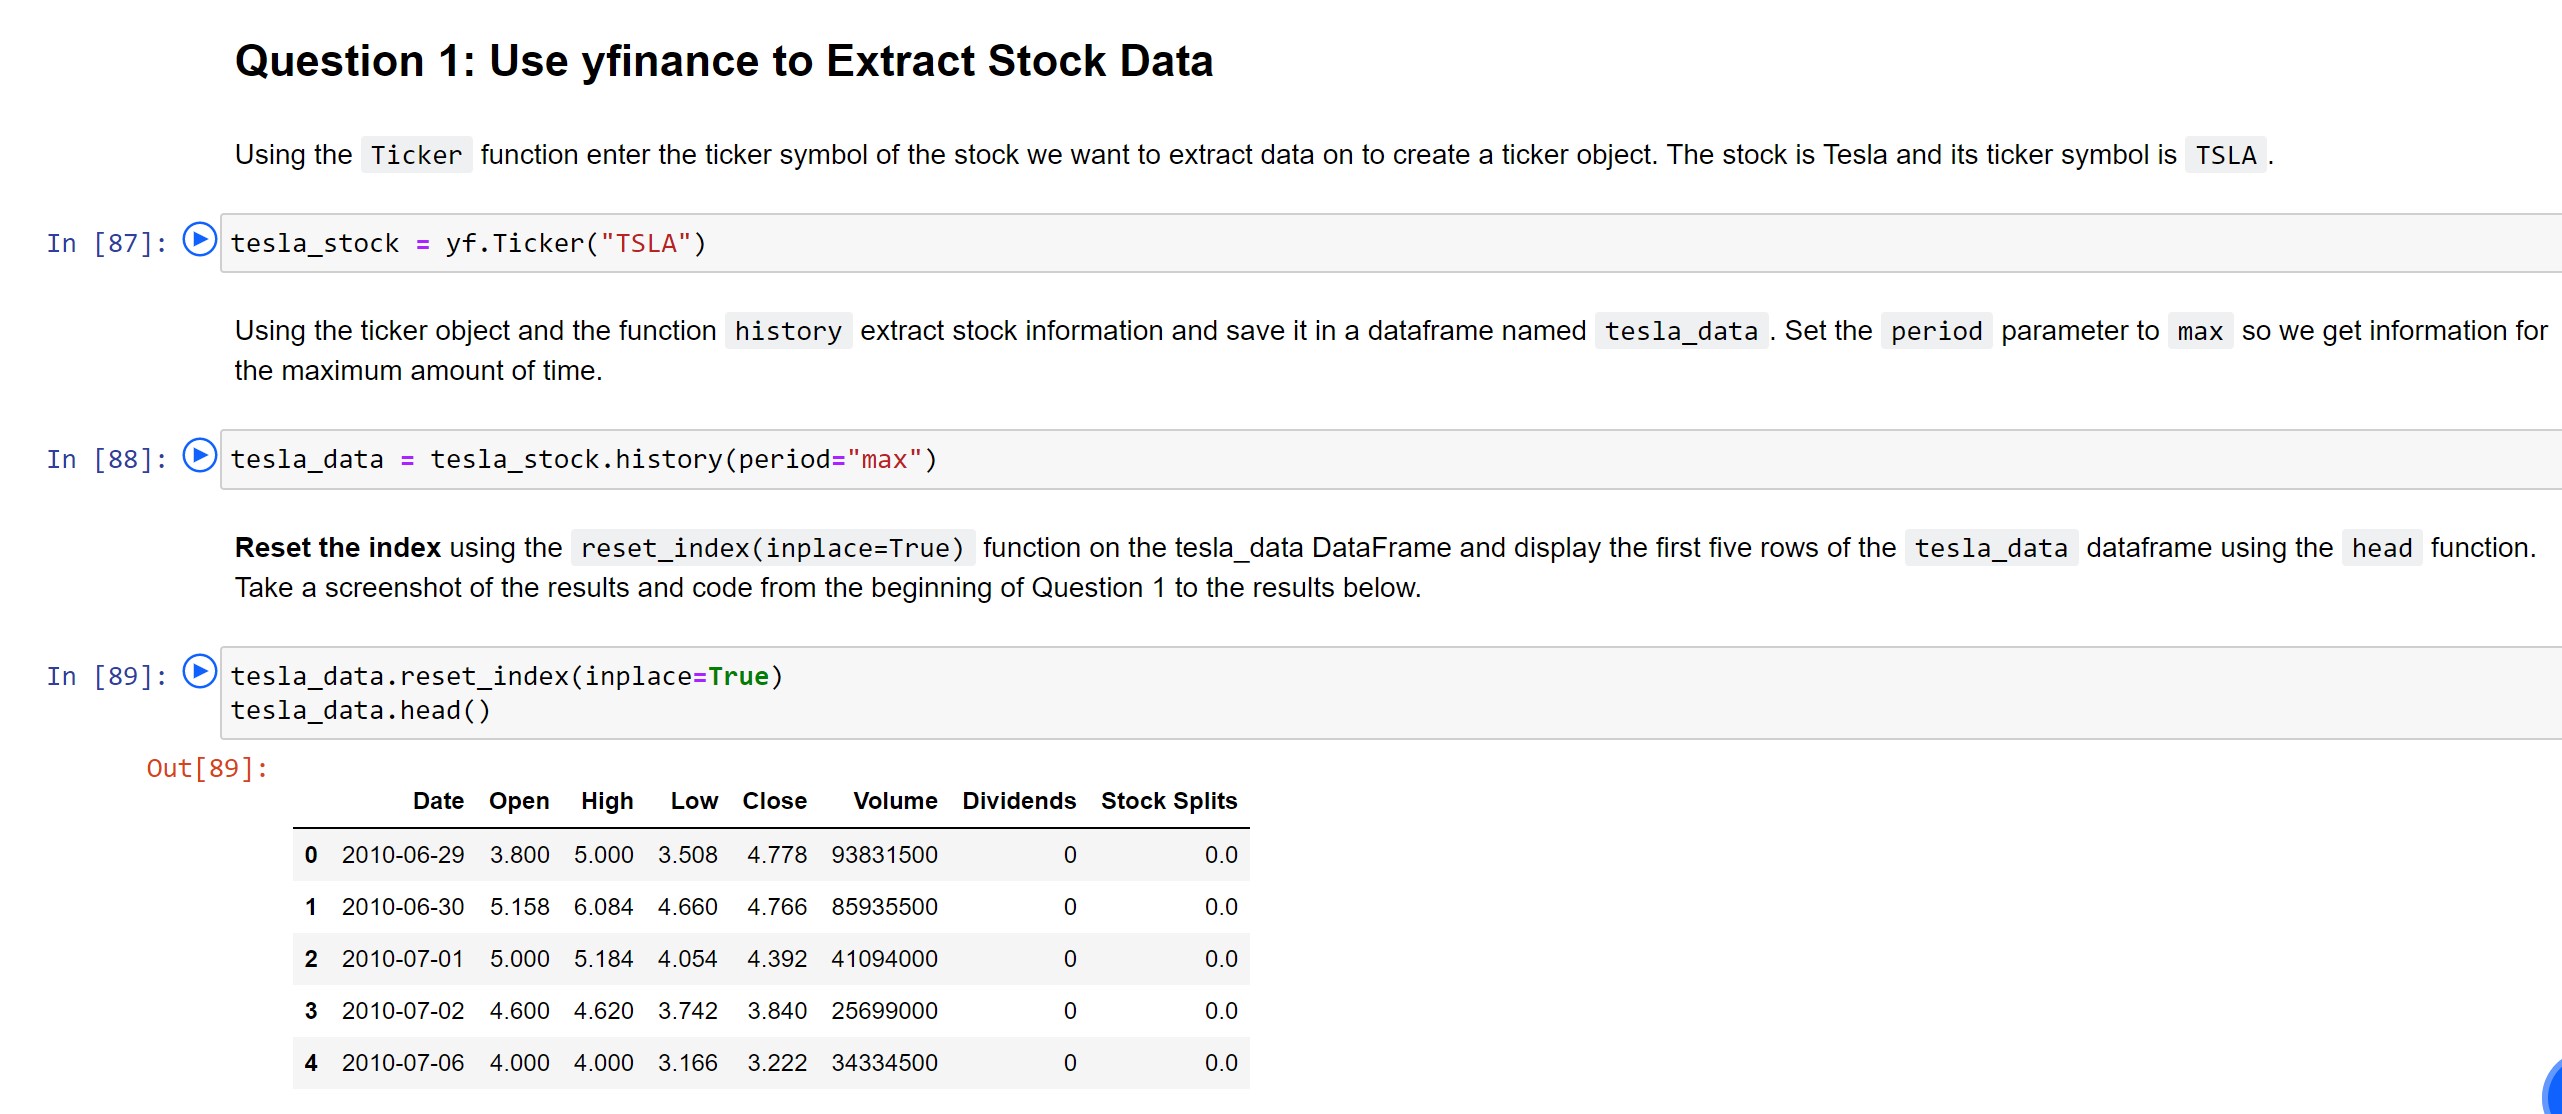 Question 1: Use yfinance to Extract Stock Data
Using the Ticker function enter the ticker symbol of the stock we want to extract data on to create a ticker object. The stock is Tesla and its ticker symbol is TSLA .
In [87]: tesla_stock = yf.Ticker("TSLA")
Using the ticker object and the function history extract stock information and save it in a dataframe named tesla_data . Set the period parameter to max so we get information for
the maximum amount of time.
In [88]: tesla_data = tesla_stock.history(period="max")
Reset the index using the reset_index(inplace=True) function on the tesla_data DataFrame and display the first five rows of the tesla_data dataframe using the head function.
Take a screenshot of the results and code from the beginning of Question 1 to the results below.
In [89]: tesla_data.reset_index(inplace=True)
tesla_data.head()
Out[89]:
Date Open High Low Close Volume Dividends Stock Splits
0 2010-06-29 3.800 5.000 3.508 4.778 93831500 0 0.0
1 2010-06-30 5.158 6.084 4.660 4.766 85935500 0 0.0
2 2010-07-01 5.000 5.184 4.054 4.392 41094000 0 0.0
3 2010-07-02 4.600 4.620 3.742 3.840 25699000 0 0.0
4 2010-07-06 4.000 4.000 3.166 3.222 34334500 0 0.0